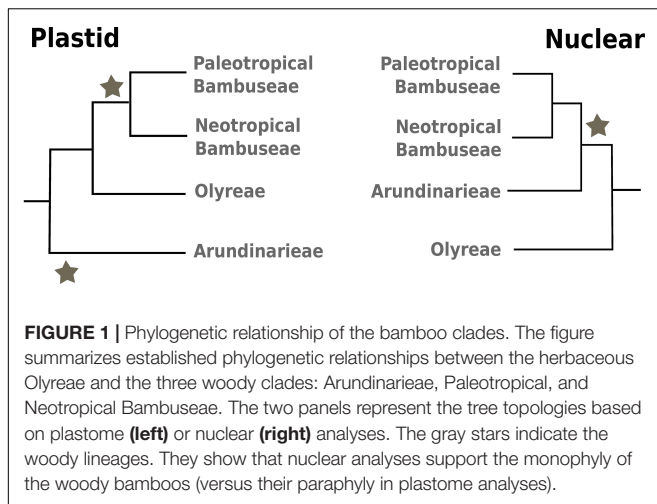 Plastid
Nuclear
Paleotropical
Bambuseae
Neotropical
Bambuseae
Olyreae
Arundinarieae
Paleotropical
Bambuseae
Neotropical
Bambuseae
Arundinarieae
Olyreae
FIGURE 1 | Phylogenetic relationship of the bamboo clades. The figure
summarizes established phylogenetic relationships between the herbaceous
Olyreae and the three woody clades: Arundinarieae, Paleotropical, and
Neotropical Bambuseae. The two panels represent the tree topologies based
on plastome (left) or nuclear (right) analyses. The gray stars indicate the
woody lineages. They show that nuclear analyses support the monophyly of
the woody bamboos (versus their paraphyly in plastome analyses).